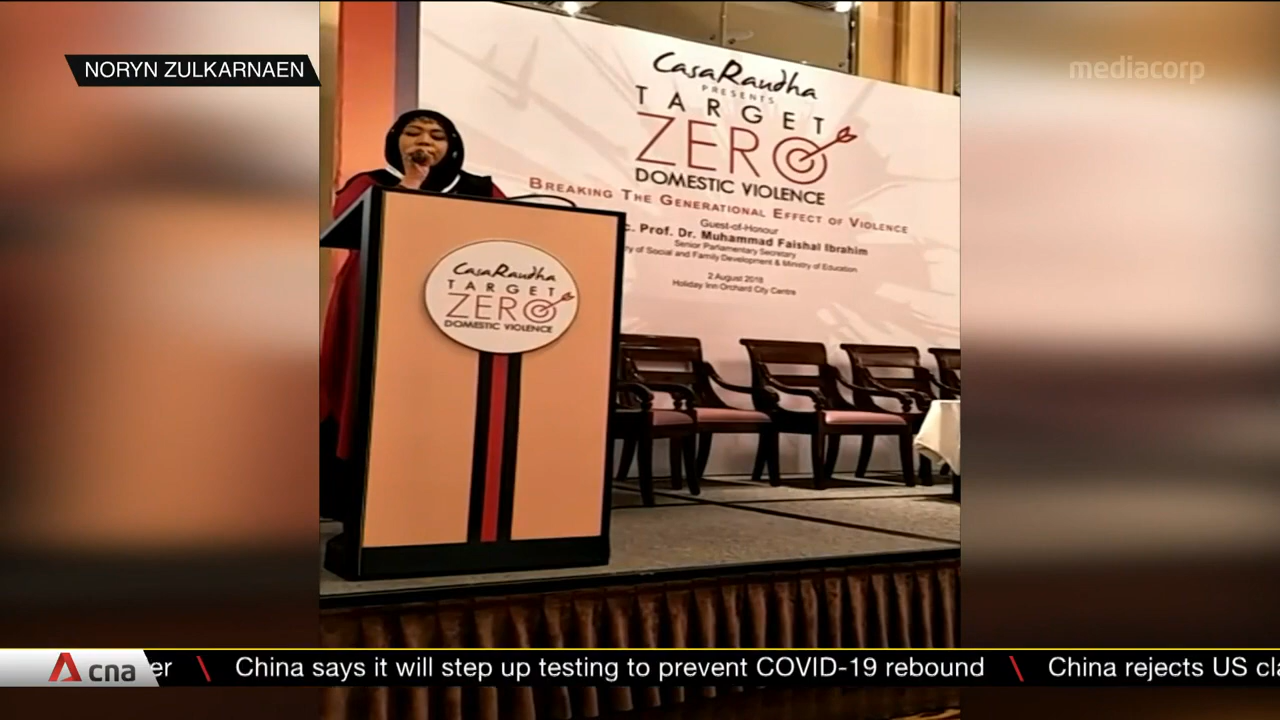 NORYN ZULKARNAEN
mediacorp
CasaRaudha
PRESENTS
TARGET
ZERO
DOMESTIC VIOLENCE
BREAKING THE GENERATIONAL EFFECT OF VIOLENCE
Guest-of-Honour
Prof. Dr. Muhammad Faishal Ibrahim
Senior Parliamentary Secretary
of Social and Family Development & Ministry of Education
2 August 2018
Holiday Inn Orchard City Centre
CasaRaudha
TARGET
ZERO
DOMESTIC VIOLENCE
cna
er \ China says it will step up testing to prevent COVID-19 rebound \ China rejects US cla